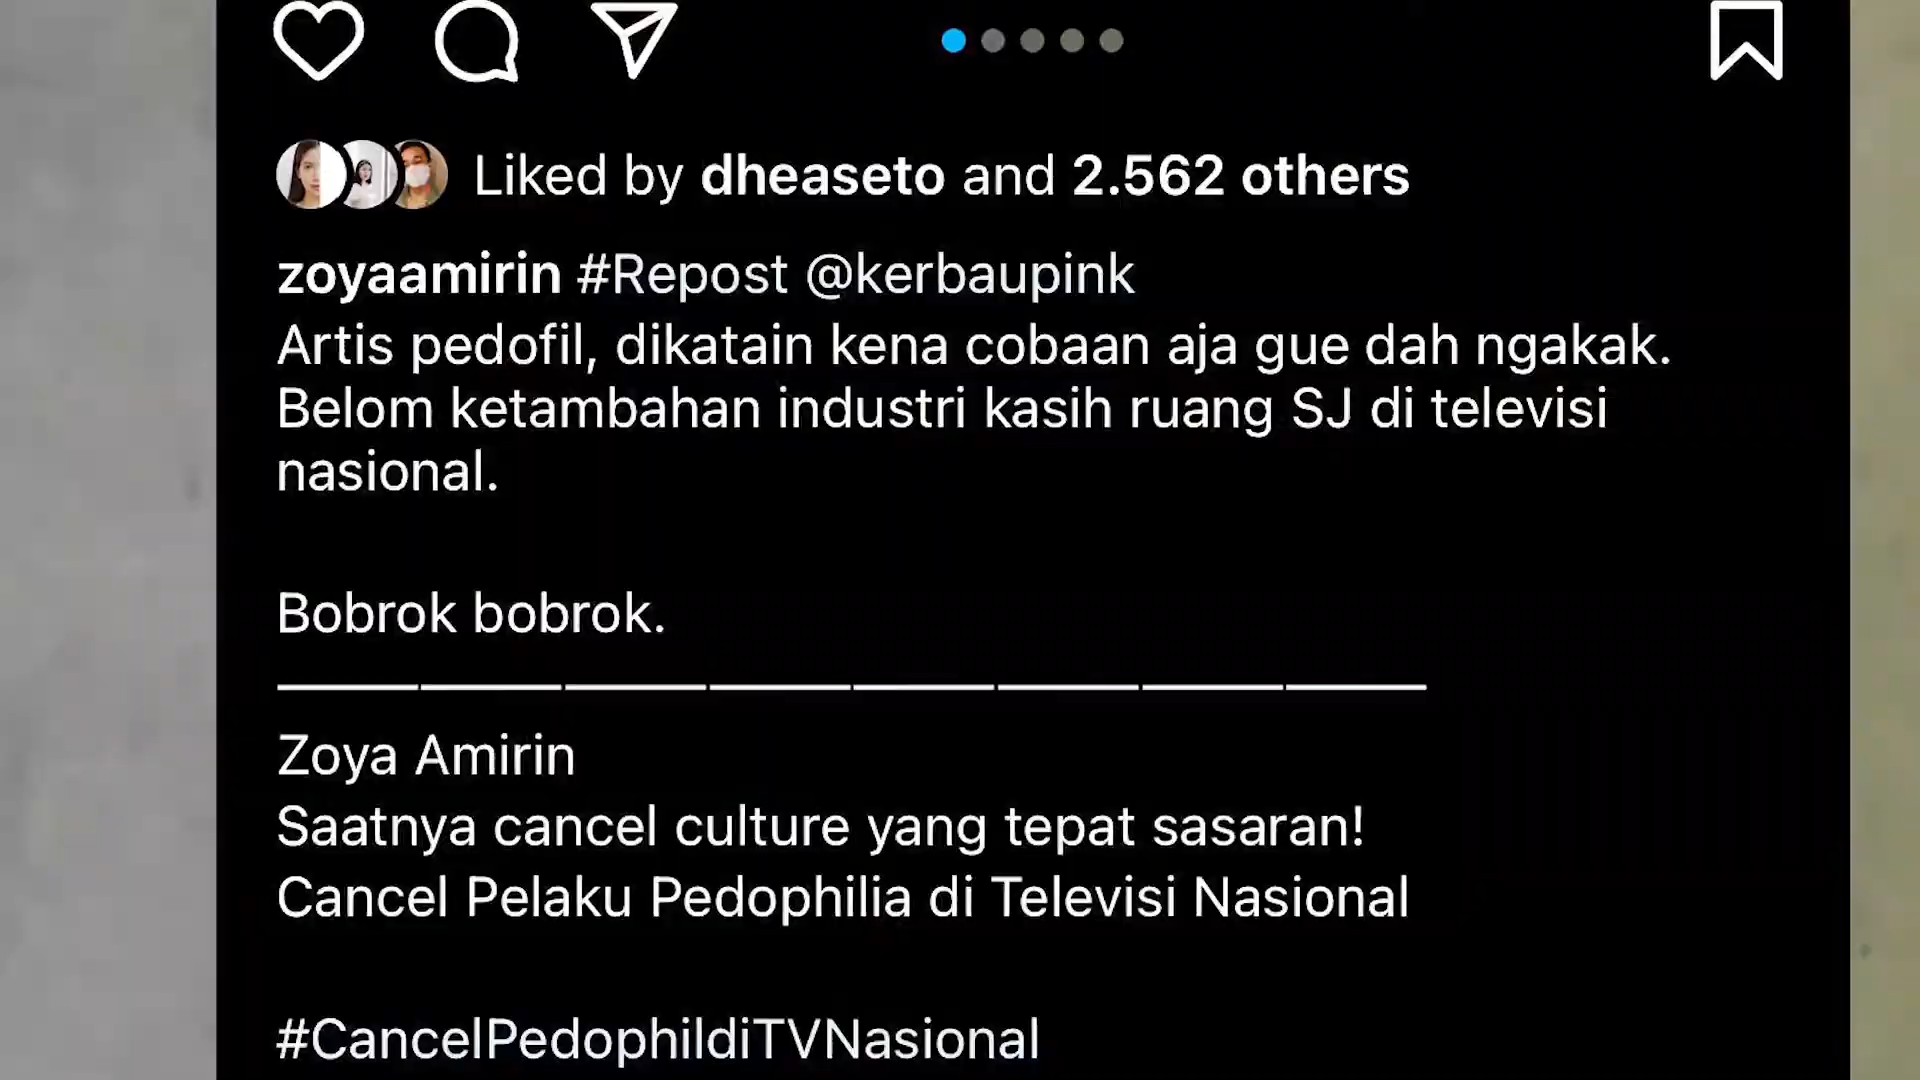 Liked by dheaseto and 2.562 others
zoyaamirin #Repost @kerbaupink
Artis pedofil, dikatain kena cobaan aja gue dah ngakak.
Belom ketambahan industri kasih ruang SJ di televisi
nasional.
Bobrok bobrok.
————————
Zoya Amirin
Saatnya cancel culture yang tepat sasaran!
Cancel Pelaku Pedophilia di Televisi Nasional
#CancelPedophildiTVNasional